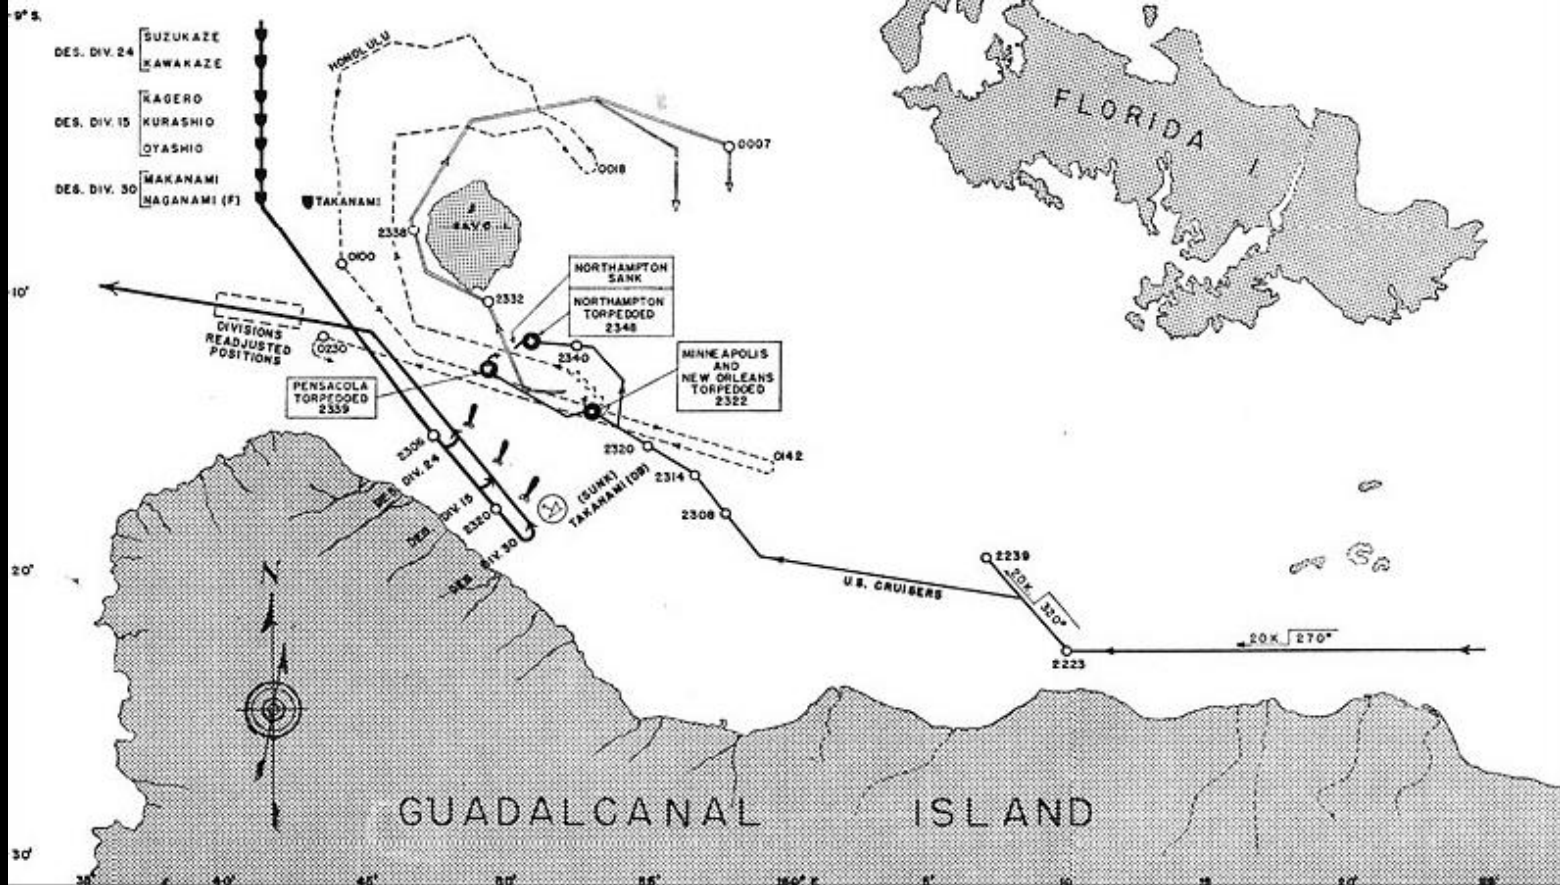 9° S.
DES. DIV. 24
SUZUKAZE
KAWAKAZE
DES. DIV. 15
KAGERO
KURASHIO
OYASHIO
DES. DIV. 30
MAKANAMI
NAGANAMI (F)
TAKANAMI
HONOLULU
0018
0007
FLORIDA I
SAVO I.
2338
0100
2332
10'
NORTHAMPTON
SANK
NORTHAMPTON
TORPEDOED
2348
2340
MINNEAPOLIS
AND
NEW ORLEANS
TORPEDOED
2322
DIVISIONS
READJUSTED
POSITIONS
0230
PENSACOLA
TORPEDOED
2339
2306
DES. DIV. 24
DES. DIV. 15
2320
DES. DIV. 30
(SUNK)
TAKANAMI (DD)
2320
2314
2308
0142
20'
N
U.S. CRUISERS
2239
20K 330°
20K 270°
2223
GUADALCANAL ISLAND
30'
40' 45' 50' 55' 160° E 5' 10' 15' 20' 25'